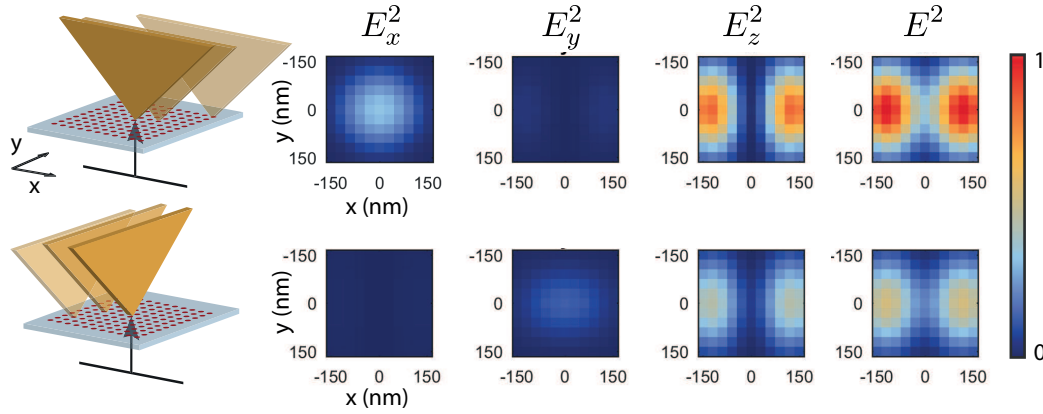 E_x^2 E_y^2 E_z^2 E^2
y
x
-150 -150 -150 -150 1
y (nm) 0 0 0 0
150 150 150 150
-150 0 150 -150 0 150 -150 0 150 -150 0 150
x (nm)
-150 -150 -150 -150
y (nm) 0 0 0 0
150 150 150 150 0
-150 0 150 -150 0 150 -150 0 150 -150 0 150
x (nm)